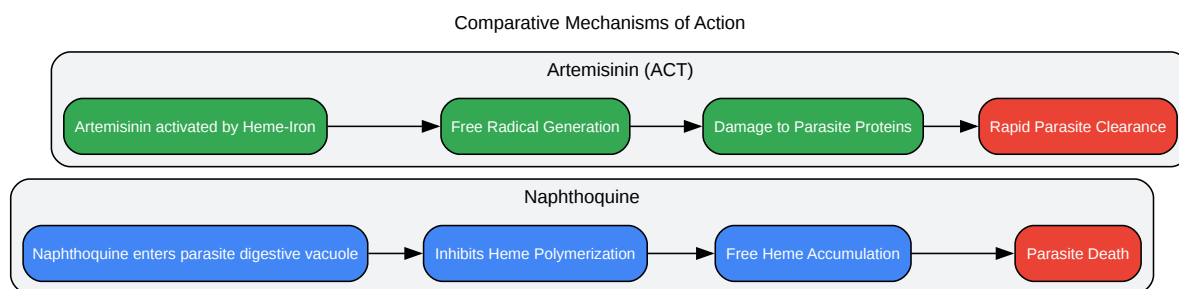 Comparative Mechanisms of Action
Artemisinin (ACT)
Artemisinin activated by Heme-Iron
Free Radical Generation
Damage to Parasite Proteins
Rapid Parasite Clearance
Naphthoquine
Naphthoquine enters parasite digestive vacuole
Inhibits Heme Polymerization
Free Heme Accumulation
Parasite Death